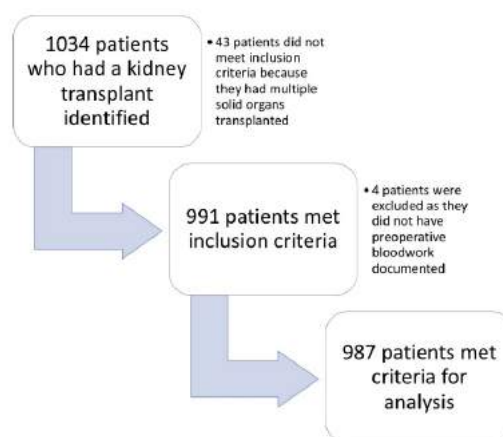 1034 patients
who had a kidney
transplant
identified
• 43 patients did not
meet inclusion
criteria because
they had multiple
solid organs
transplanted
991 patients met
inclusion criteria
• 4 patients were
excluded as they
did not have
preoperative
bloodwork
documented
987 patients met
criteria for
analysis